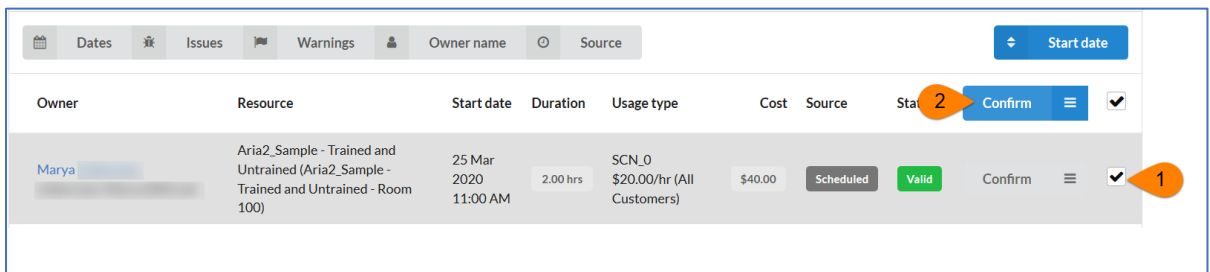 Dates Issues Warnings Owner name Source Start date
Owner Resource Start date Duration Usage type Cost Source Stat 2 Confirm
Marya
Aria2_Sample - Trained and
Untrained (Aria2_Sample -
Trained and Untrained - Room
100)
25 Mar
2020
11:00 AM
2.00 hrs
SCN_0
$20.00/hr (All
Customers)
$40.00
Scheduled
Valid
Confirm
1